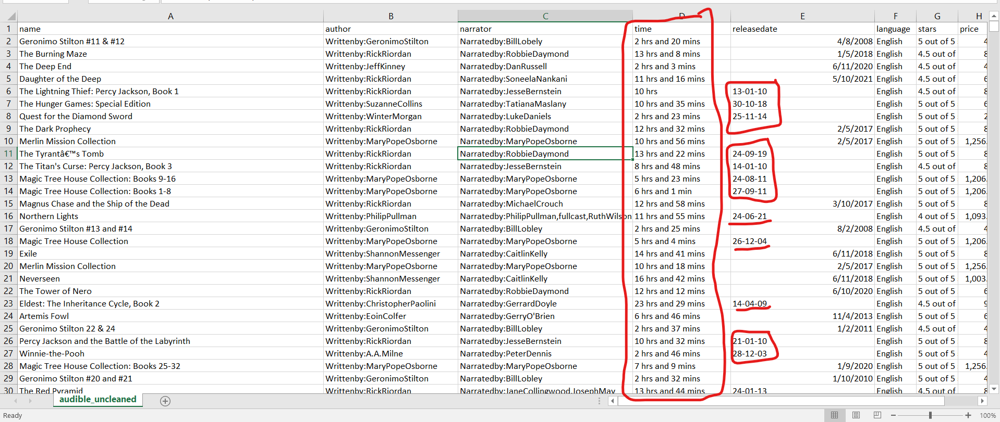 A B C D E F G H
1 name author narrator time releasedate language stars price
2 Geronimo Stilton #11 & #12 Writtenby:GeronimoStilton Narratedby:BillLobely 2 hrs and 20 mins 4/8/2008 English 5 out of 5 4
3 The Burning Maze Writtenby:RickRiordan Narratedby:RobbieDaymond 13 hrs and 8 mins 1/5/2018 English 4.5 out of 8
4 The Deep End Writtenby:JeffKinney Narratedby:DanRussell 2 hrs and 3 mins 6/11/2020 English 4.5 out of 4
5 Daughter of the Deep Writtenby:RickRiordan Narratedby:SoneelaNankani 11 hrs and 16 mins 5/10/2021 English 4.5 out of 6
6 The Lightning Thief: Percy Jackson, Book 1 Writtenby:RickRiordan Narratedby:JesseBernstein 10 hrs 13-01-10 English 4.5 out of 8
7 The Hunger Games: Special Edition Writtenby:SuzanneCollins Narratedby:TatianaMaslany 10 hrs and 35 mins 30-10-18 English 5 out of 5 6
8 Quest for the Diamond Sword Writtenby:WinterMorgan Narratedby:LukeDaniels 2 hrs and 23 mins 25-11-14 English 5 out of 5 2
9 The Dark Prophecy Writtenby:RickRiordan Narratedby:RobbieDaymond 12 hrs and 32 mins 2/5/2017 English 5 out of 5 8
10 Merlin Mission Collection Writtenby:MaryPopeOsborne Narratedby:MaryPopeOsborne 10 hrs and 56 mins 2/5/2017 English 5 out of 5 1,256.
11 The Tyrantâ€™s Tomb Writtenby:RickRiordan Narratedby:RobbieDaymond 13 hrs and 22 mins 24-09-19 English 5 out of 5 8
12 The Titan's Curse: Percy Jackson, Book 3 Writtenby:RickRiordan Narratedby:JesseBernstein 8 hrs and 48 mins 14-01-10 English 4.5 out of 8
13 Magic Tree House Collection: Books 9-16 Writtenby:MaryPopeOsborne Narratedby:MaryPopeOsborne 5 hrs and 23 mins 24-08-11 English 5 out of 5 1,206.
14 Magic Tree House Collection: Books 1-8 Writtenby:MaryPopeOsborne Narratedby:MaryPopeOsborne 6 hrs and 1 min 27-09-11 English 5 out of 5 1,206.
15 Magnus Chase and the Ship of the Dead Writtenby:RickRiordan Narratedby:MichaelCrouch 12 hrs and 58 mins 3/10/2017 English 5 out of 5 8
16 Northern Lights Writtenby:PhilipPullman Narratedby:PhilipPullman,fullcast,RuthWilson 11 hrs and 55 mins 24-06-21 English 4 out of 5 1,093.
17 Geronimo Stilton #13 and #14 Writtenby:GeronimoStilton Narratedby:BillLobley 2 hrs and 25 mins 8/2/2008 English 4.5 out of 4
18 Magic Tree House Collection Writtenby:MaryPopeOsborne Narratedby:MaryPopeOsborne 5 hrs and 4 mins 26-12-04 English 5 out of 5 1,206.
19 Exile Writtenby:ShannonMessenger Narratedby:CaitlinKelly 14 hrs and 41 mins 6/11/2018 English 5 out of 5 8
20 Merlin Mission Collection Writtenby:MaryPopeOsborne Narratedby:MaryPopeOsborne 10 hrs and 18 mins 2/5/2017 English 5 out of 5 1,256.
21 Neverseen Writtenby:ShannonMessenger Narratedby:CaitlinKelly 16 hrs and 42 mins 6/11/2018 English 5 out of 5 1,003.
22 The Tower of Nero Writtenby:RickRiordan Narratedby:RobbieDaymond 12 hrs and 12 mins 6/10/2020 English 5 out of 5 6
23 Eldest: The Inheritance Cycle, Book 2 Writtenby:ChristopherPaolini Narratedby:GerrardDoyle 23 hrs and 29 mins 14-04-09 English 4.5 out of 9
24 Artemis Fowl Writtenby:EoinColfer Narratedby:GerryO'Brien 6 hrs and 46 mins 11/4/2013 English 5 out of 5 6
25 Geronimo Stilton 22 & 24 Writtenby:GeronimoStilton Narratedby:BillLobley 2 hrs and 37 mins 1/2/2011 English 4.5 out of 4
26 Percy Jackson and the Battle of the Labyrinth Writtenby:RickRiordan Narratedby:JesseBernstein 10 hrs and 32 mins 21-01-10 English 5 out of 5 8
27 Winnie-the-Pooh Writtenby:A.A.Milne Narratedby:PeterDennis 2 hrs and 46 mins 28-12-03 English 5 out of 5 4
28 Magic Tree House Collection: Books 25-32 Writtenby:MaryPopeOsborne Narratedby:MaryPopeOsborne 7 hrs and 9 mins 1/9/2020 English 5 out of 5 1,256.
29 Geronimo Stilton #20 and #21 Writtenby:GeronimoStilton Narratedby:BillLobley 2 hrs and 32 mins 1/10/2010 English 5 out of 5 4
30 The Red Pyramid Writtenby:RickRiordan Narratedby:JaneCollingwood,JosephMay 13 hrs and 44 mins 24-01-13 English 4.5 out of 8
audible_uncleaned
Ready 100%